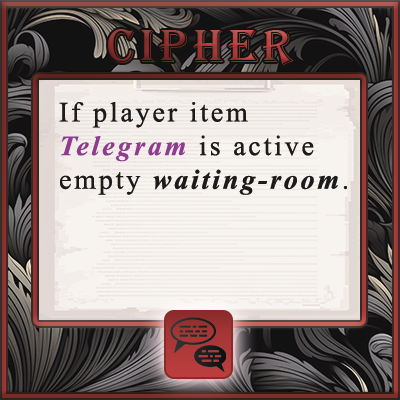 CIPHER
If player item
Telegram is active
empty waiting-room.